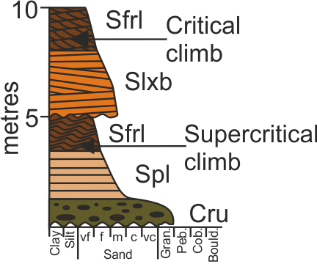 10
Sfrl
Critical
climb
Slxb
metres
5
Sfrl
Supercritical
climb
Spl
Cru
Clay
Silt
vf
f
m
c
vc
Gran.
Peb.
Cob.
Bould.
Sand